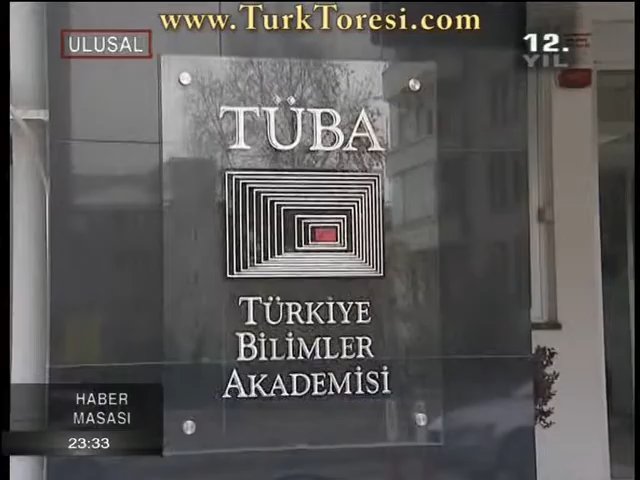 www.TurkToresi.com
ULUSAL
12.
YIL
TÜBA
TÜRKİYE
BİLİMLER
AKADEMİSİ
HABER
MASASI
23:33